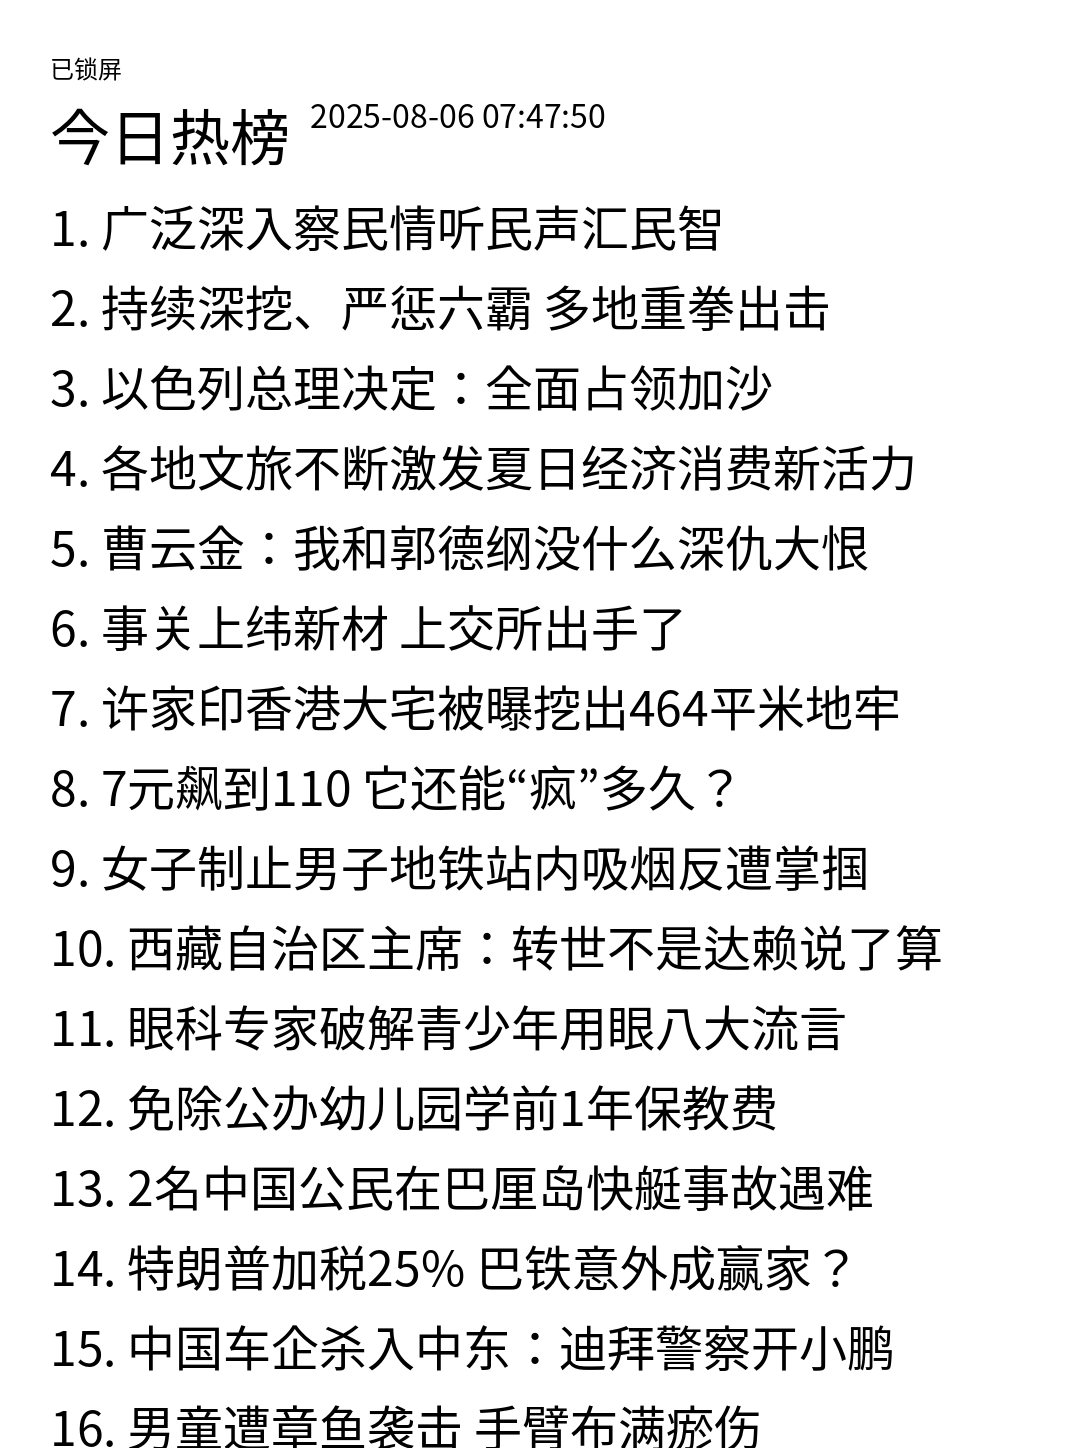 已锁屏
今日热榜 2025-08-06 07:47:50
1. 广泛深入察民情听民声汇民智
2. 持续深挖、严惩六霸 多地重拳出击
3. 以色列总理决定：全面占领加沙
4. 各地文旅不断激发夏日经济消费新活力
5. 曹云金：我和郭德纲没什么深仇大恨
6. 事关上纬新材 上交所出手了
7. 许家印香港大宅被曝挖出464平米地牢
8. 7元飙到110 它还能“疯”多久？
9. 女子制止男子地铁站内吸烟反遭掌掴
10. 西藏自治区主席：转世不是达赖说了算
11. 眼科专家破解青少年用眼八大流言
12. 免除公办幼儿园学前1年保教费
13. 2名中国公民在巴厘岛快艇事故遇难
14. 特朗普加税25% 巴铁意外成赢家？
15. 中国车企杀入中东：迪拜警察开小鹏
16. 男童遭章鱼袭击 手臂布满瘀伤